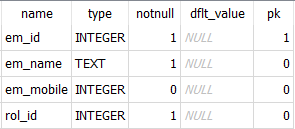 name type notnull dflt_value pk
em_id INTEGER 1 NULL 1
em_name TEXT 1 NULL 0
em_mobile INTEGER 0 NULL 0
rol_id INTEGER 1 NULL 0